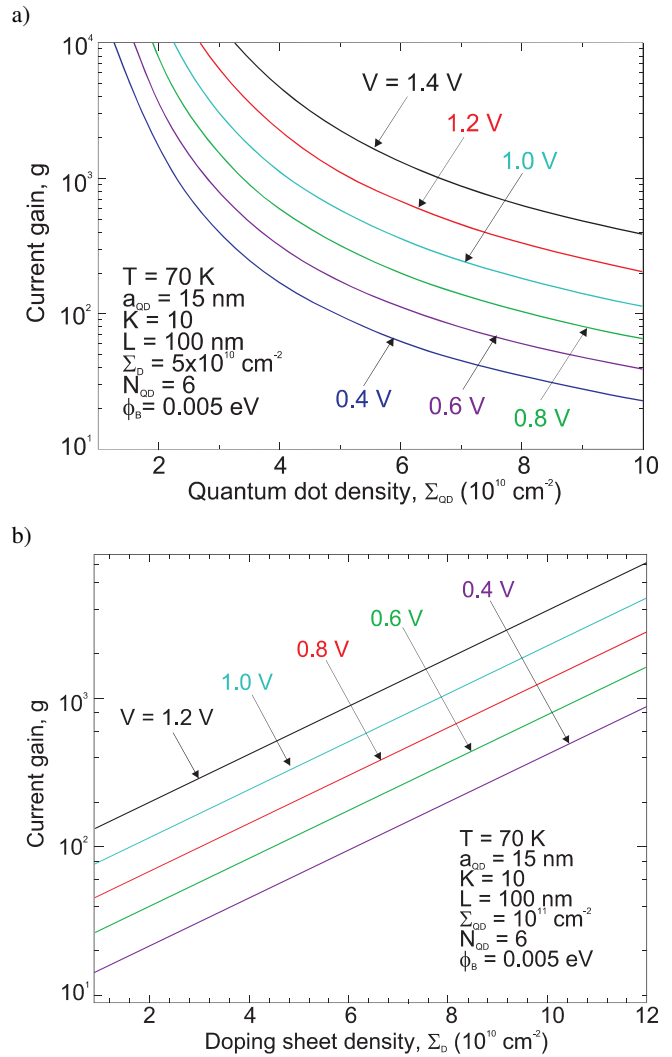 a)
10⁴
10³
10²
10¹
Current gain, g
V = 1.4 V
1.2 V
1.0 V
T = 70 K
a_QD = 15 nm
K = 10
L = 100 nm
Σ_D = 5x10¹⁰ cm⁻²
N_QD = 6
ϕ_B = 0.005 eV
0.4 V
0.6 V
0.8 V
2 4 6 8 10
Quantum dot density, Σ_QD (10¹⁰ cm⁻²)
b)
10³
10²
10¹
Current gain, g
0.4 V
0.6 V
0.8 V
1.0 V
V = 1.2 V
T = 70 K
a_QD = 15 nm
K = 10
L = 100 nm
Σ_QD = 10¹¹ cm⁻²
N_QD = 6
ϕ_B = 0.005 eV
2 4 6 8 10 12
Doping sheet density, Σ_D (10¹⁰ cm⁻²)